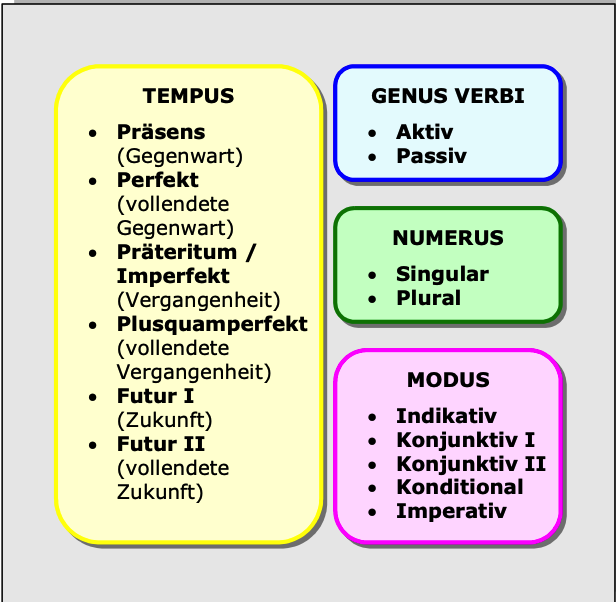 TEMPUS
• Präsens
(Gegenwart)
• Perfekt
(vollendete
Gegenwart)
• Präteritum /
Imperfekt
(Vergangenheit)
• Plusquamperfekt
(vollendete
Vergangenheit)
• Futur I
(Zukunft)
• Futur II
(vollendete
Zukunft)
GENUS VERBI
• Aktiv
• Passiv
NUMERUS
• Singular
• Plural
MODUS
• Indikativ
• Konjunktiv I
• Konjunktiv II
• Konditional
• Imperativ